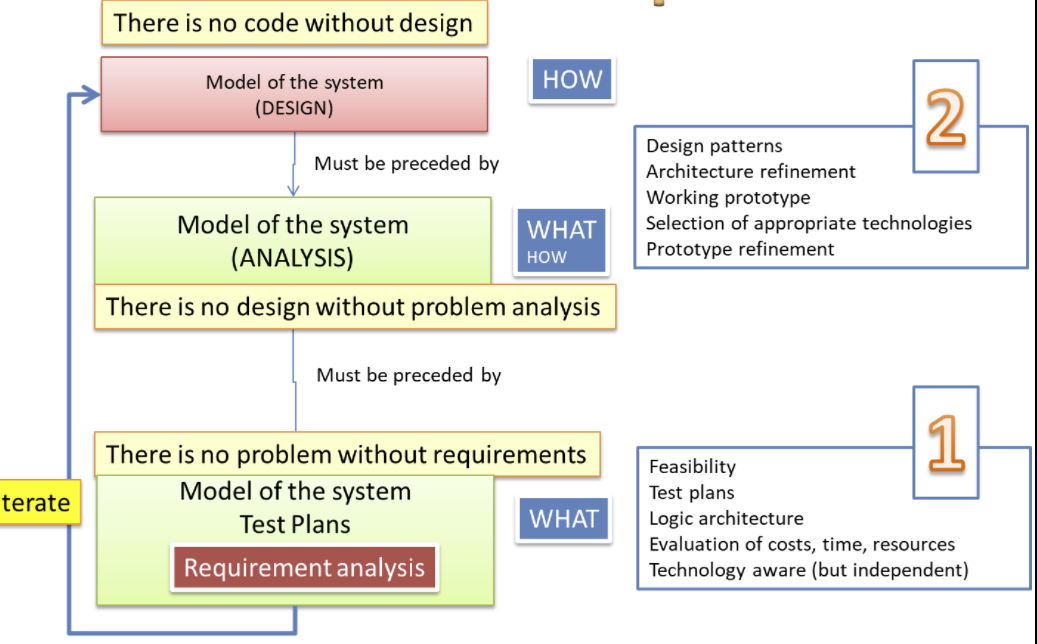 There is no code without design
Model of the system
(DESIGN)
HOW
2
Must be preceded by
Design patterns
Architecture refinement
Working prototype
Selection of appropriate technologies
Prototype refinement
Model of the system
(ANALYSIS)
WHAT
HOW
There is no design without problem analysis
Must be preceded by
1
There is no problem without requirements
Model of the system
Test Plans
Requirement analysis
WHAT
Feasibility
Test plans
Logic architecture
Evaluation of costs, time, resources
Technology aware (but independent)
terate